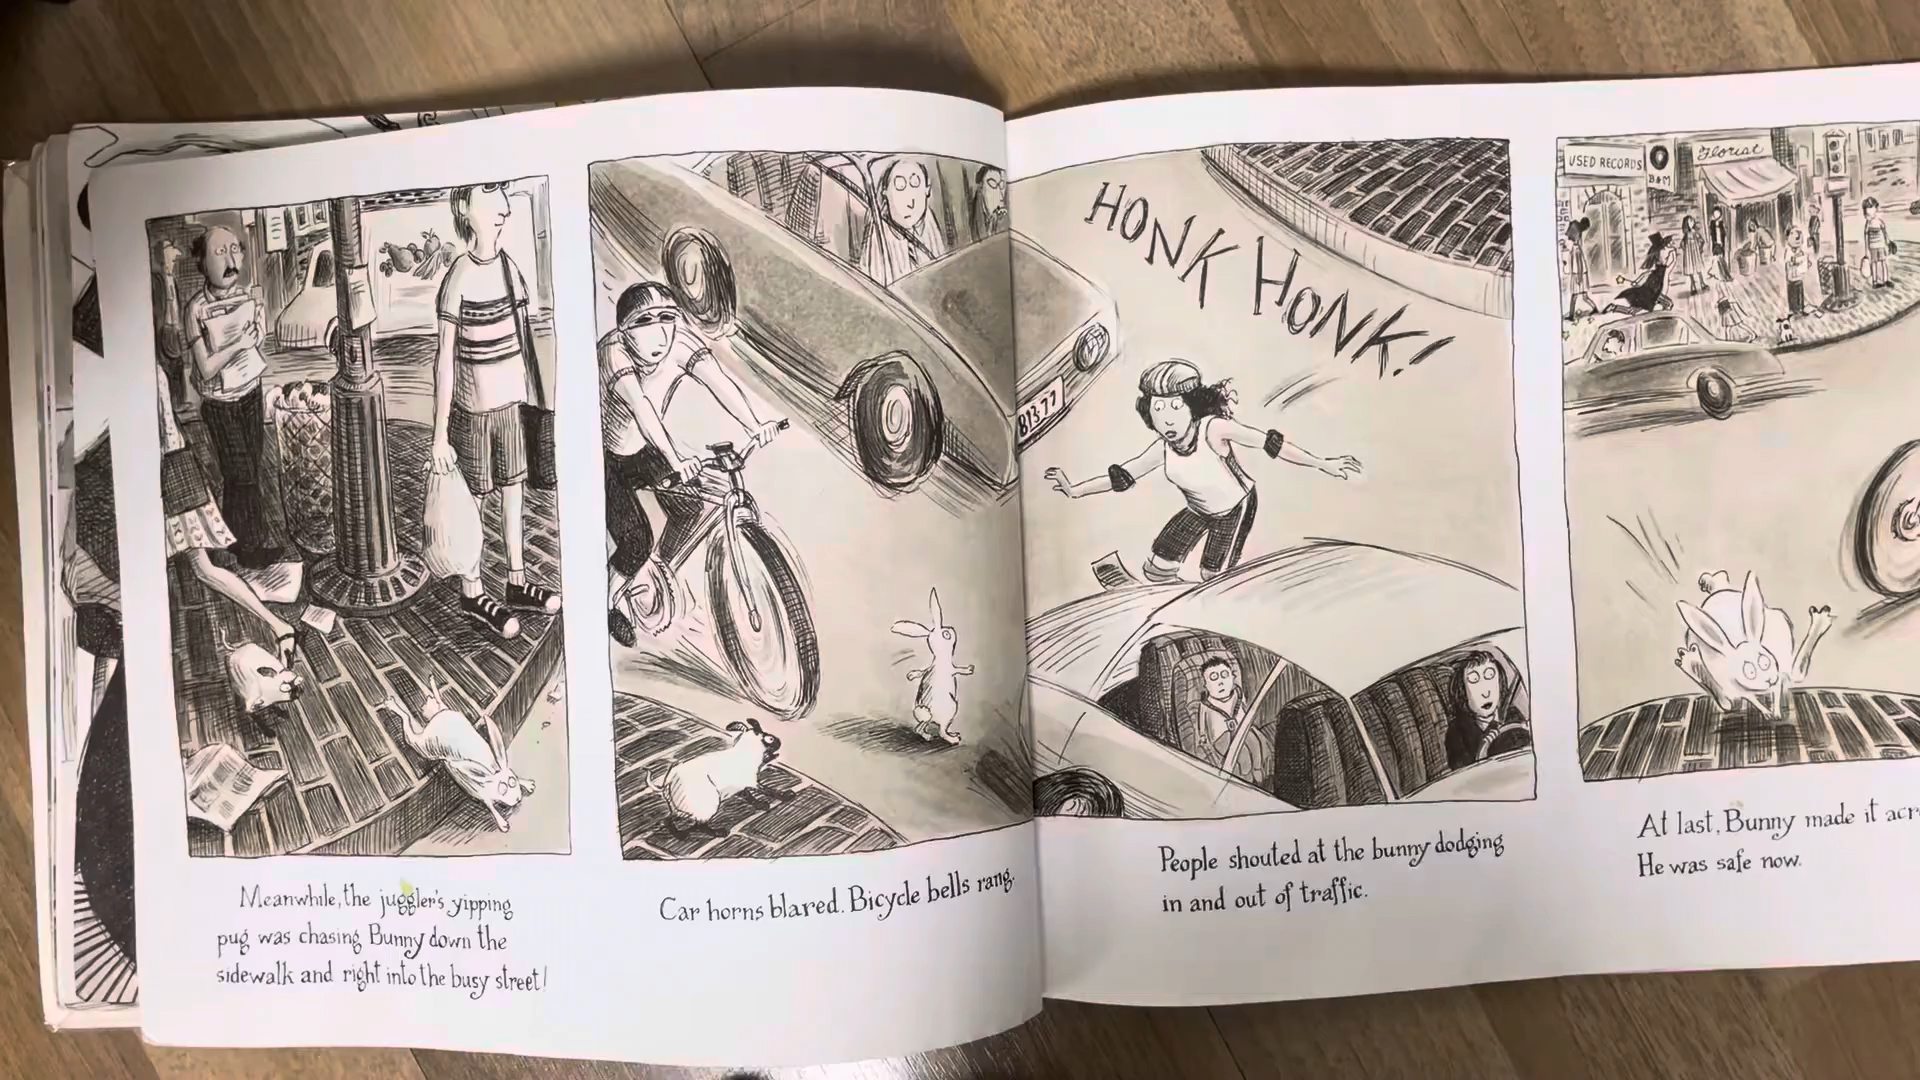 Meanwhile, the juggler's yipping
pug was chasing Bunny down the
sidewalk and right into the busy street!
813 77
Car horns blared. Bicycle bells rang.
HONK HONK!
People shouted at the bunny dodging
in and out of traffic.
USED RECORDS
B&M
Florist
At last, Bunny made it
He was safe now.